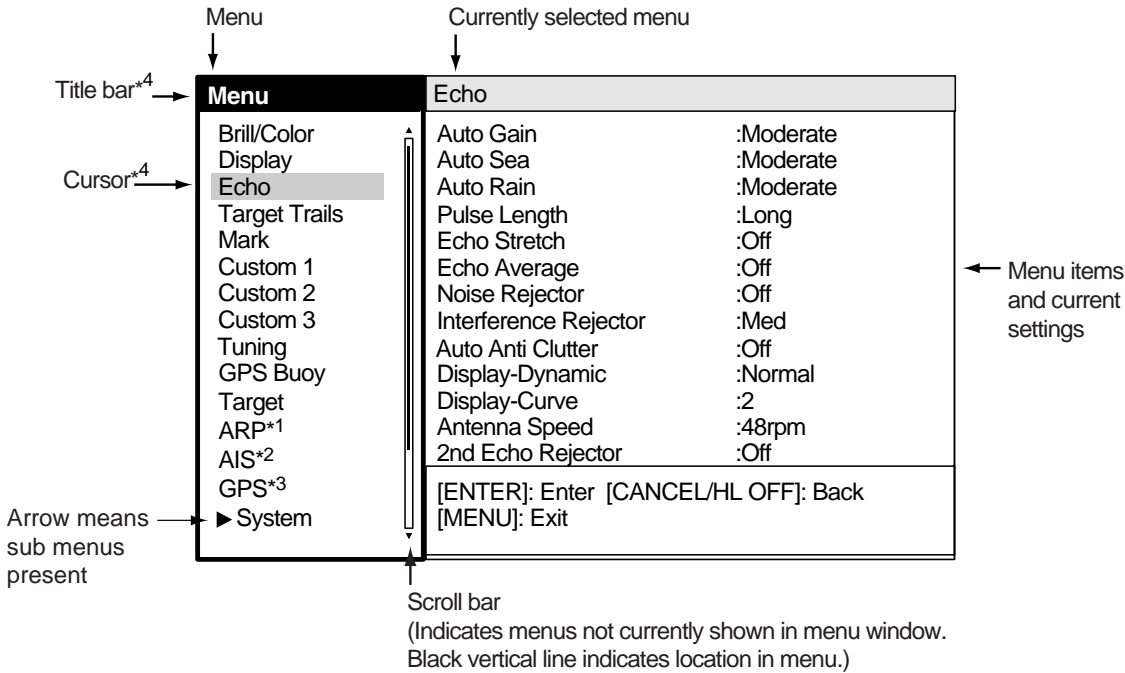 Menu
Currently selected menu
Title bar*4
Menu
Echo
Cursor*4
Brill/Color
Display
Echo
Target Trails
Mark
Custom 1
Custom 2
Custom 3
Tuning
GPS Buoy
Target
ARP*1
AIS*2
GPS*3
▶ System
Auto Gain :Moderate
Auto Sea :Moderate
Auto Rain :Moderate
Pulse Length :Long
Echo Stretch :Off
Echo Average :Off
Noise Rejector :Off
Interference Rejector :Med
Auto Anti Clutter :Off
Display-Dynamic :Normal
Display-Curve :2
Antenna Speed :48rpm
2nd Echo Rejector :Off
[ENTER]: Enter [CANCEL/HL OFF]: Back
[MENU]: Exit
Menu items
and current
settings
Arrow means
sub menus
present
Scroll bar
(Indicates menus not currently shown in menu window.
Black vertical line indicates location in menu.)